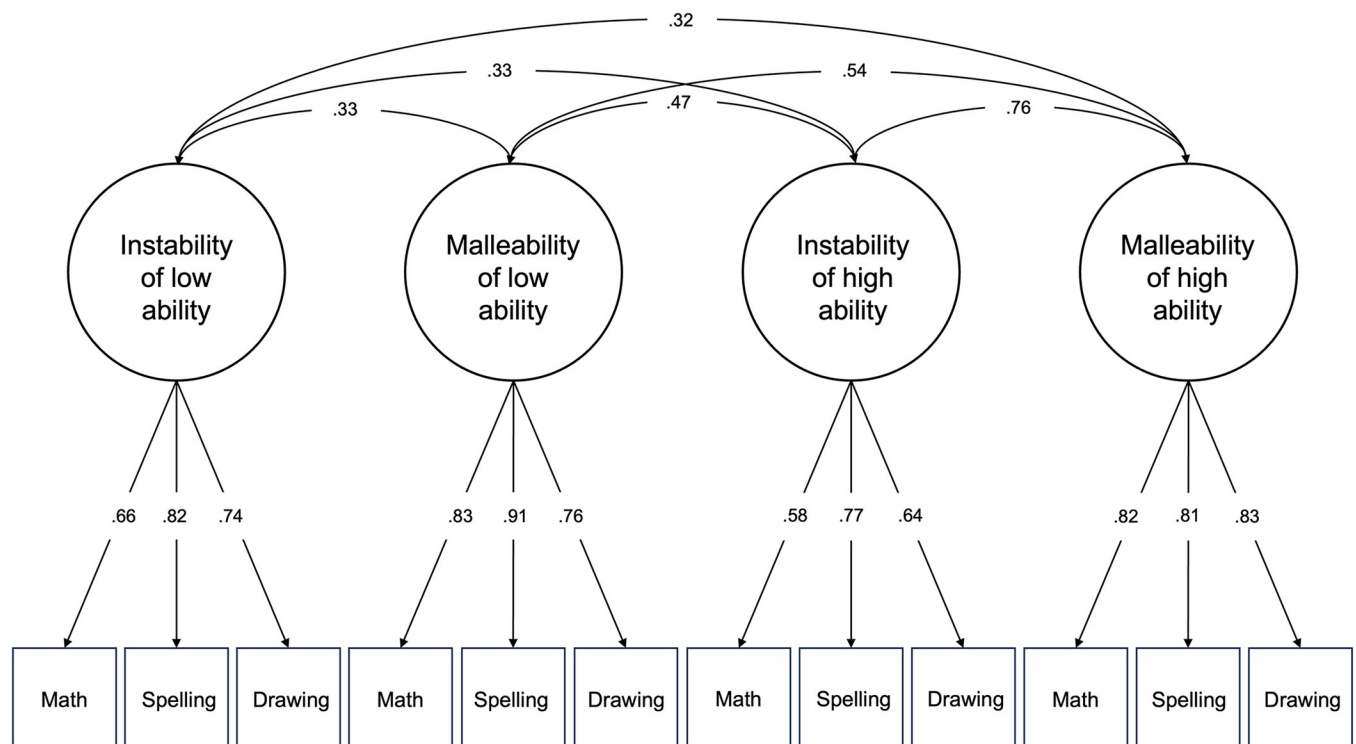 .32
.33
.54
.33
.47
.76
Instability
of low
ability
Malleability
of low
ability
Instability
of high
ability
Malleability
of high
ability
.66 .82 .74
.83 .91 .76
.58 .77 .64
.82 .81 .83
Math
Spelling
Drawing
Math
Spelling
Drawing
Math
Spelling
Drawing
Math
Spelling
Drawing